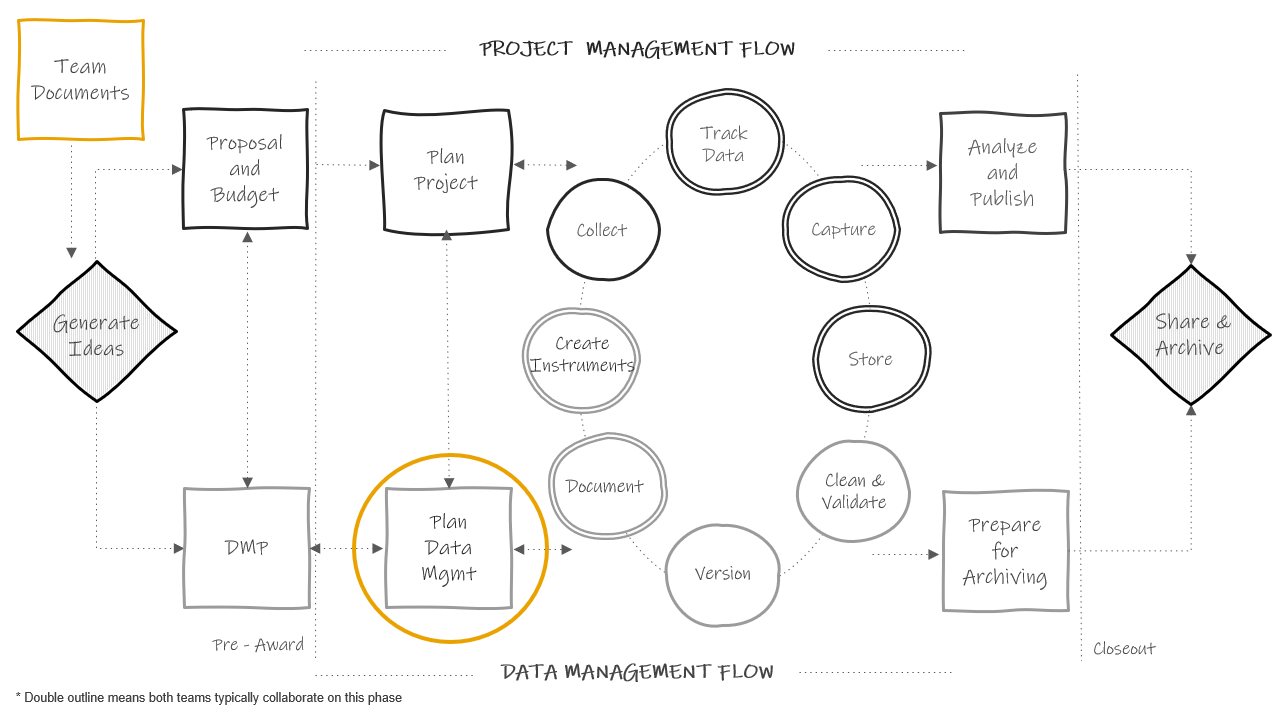 PROJECT MANAGEMENT FLOW
Team
Documents
Proposal
and
Budget
Plan
Project
Track
Data
Analyze
and
Publish
Collect
Capture
Generate
Ideas
Create
Instruments
Store
Share &
Archive
Document
Clean &
Validate
DMP
Plan
Data
Mgmt
Version
Prepare
for
Archiving
Pre - Award
Closeout
DATA MANAGEMENT FLOW
* Double outline means both teams typically collaborate on this phase